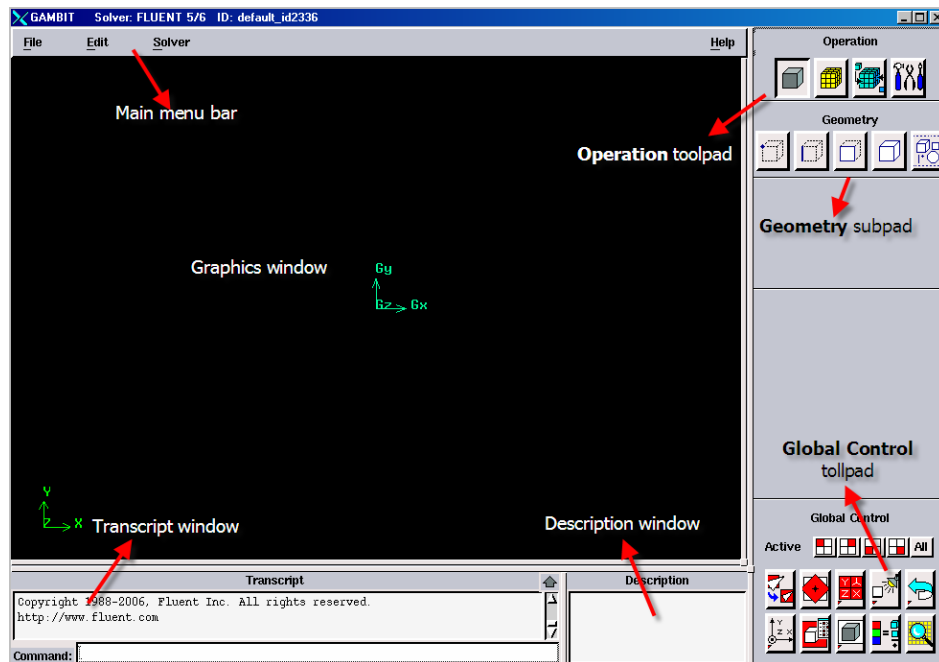 GAMBIT Solver: FLUENT 5/6 ID: default_id2336
File Edit Solver Help
Operation
Main menu bar
Operation toolpad
Geometry
Geometry subpad
Graphics window
Gy
Gz Gx
Global Control
tollpad
Y
Z X
Transcript window
Description window
Global Control
Active All
Transcript
Description
Copyright 1988-2006, Fluent Inc. All rights reserved.
http://www.fluent.com
Command: